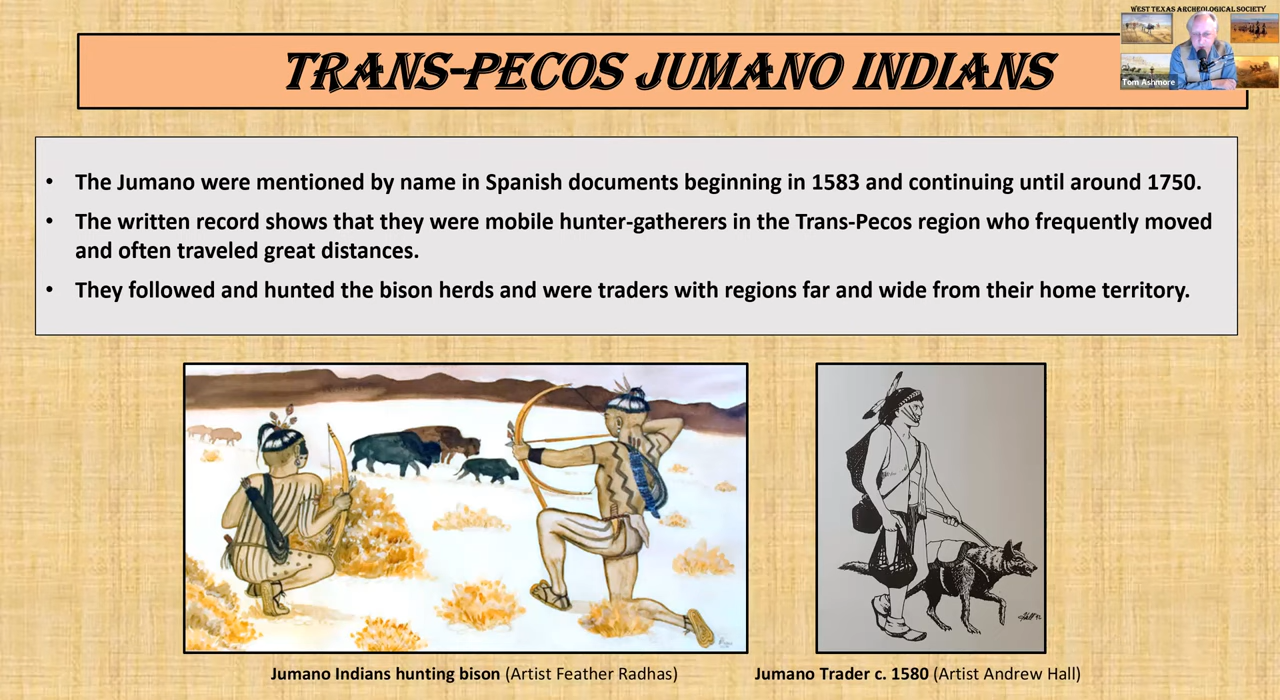 WEST TEXAS ARCHEOLOGICAL SOCIETY
Tom Ashmore
TRANS-PECOS JUMANO INDIANS
• The Jumano were mentioned by name in Spanish documents beginning in 1583 and continuing until around 1750.
• The written record shows that they were mobile hunter-gatherers in the Trans-Pecos region who frequently moved
and often traveled great distances.
• They followed and hunted the bison herds and were traders with regions far and wide from their home territory.
Jumano Indians hunting bison (Artist Feather Radhas)
Jumano Trader c. 1580 (Artist Andrew Hall)